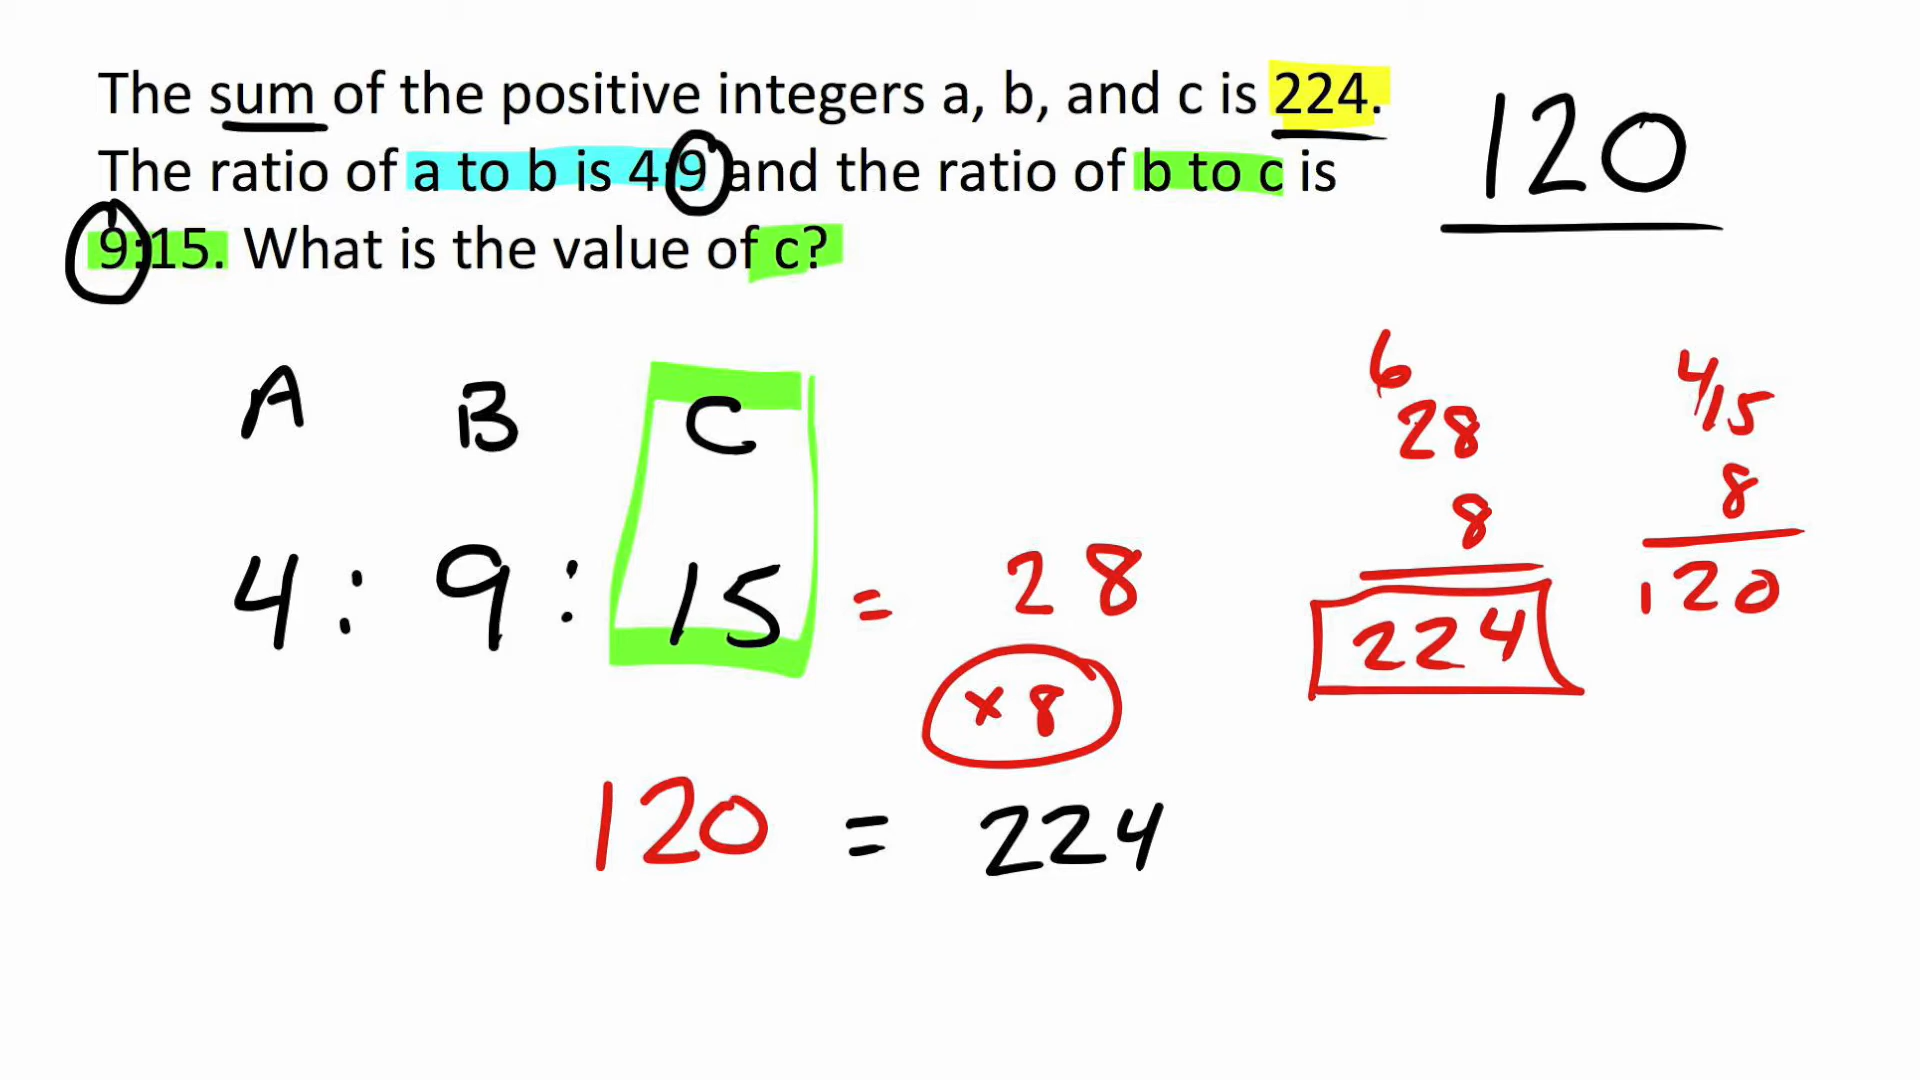 The sum of the positive integers a, b, and c is 224.
120
The ratio of a to b is 4:9 and the ratio of b to c is
9:15. What is the value of c?
A B C
6
28
8
224
4
15
8
120
4 : 9 : 15 = 28
×8
120 = 224